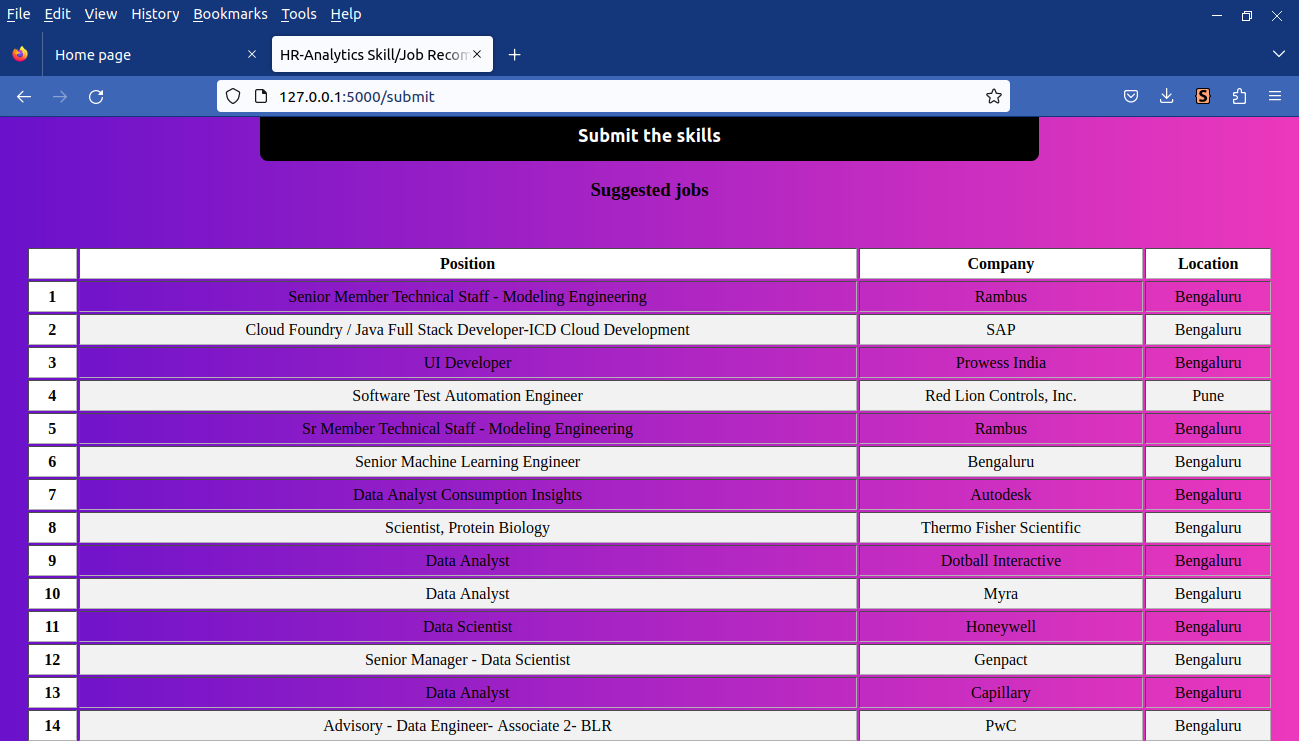 File Edit View History Bookmarks Tools Help
Home page HR-Analytics Skill/Job Recom
127.0.0.1:5000/submit
S
Submit the skills
Suggested jobs
Position Company Location
1 Senior Member Technical Staff - Modeling Engineering Rambus Bengaluru
2 Cloud Foundry / Java Full Stack Developer-ICD Cloud Development SAP Bengaluru
3 UI Developer Prowess India Bengaluru
4 Software Test Automation Engineer Red Lion Controls, Inc. Pune
5 Sr Member Technical Staff - Modeling Engineering Rambus Bengaluru
6 Senior Machine Learning Engineer Bengaluru Bengaluru
7 Data Analyst Consumption Insights Autodesk Bengaluru
8 Scientist, Protein Biology Thermo Fisher Scientific Bengaluru
9 Data Analyst Dotball Interactive Bengaluru
10 Data Analyst Myra Bengaluru
11 Data Scientist Honeywell Bengaluru
12 Senior Manager - Data Scientist Genpact Bengaluru
13 Data Analyst Capillary Bengaluru
14 Advisory - Data Engineer- Associate 2- BLR PwC Bengaluru